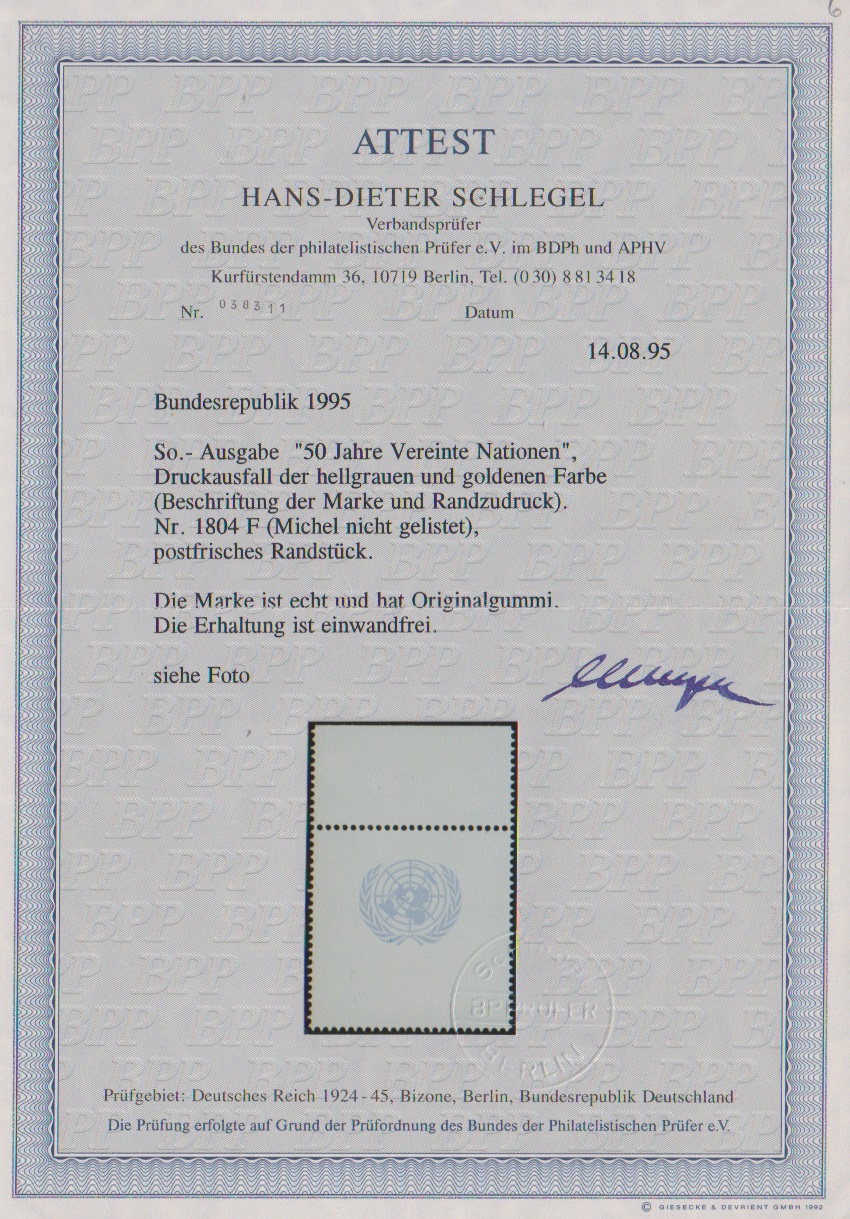 6
ATTEST
HANS-DIETER SCHLEGEL
Verbandsprüfer
des Bundes der philatelistischen Prüfer e.V. im BDPh und APHV
Kurfürstendamm 36, 10719 Berlin, Tel. (0 30) 8 81 34 18
Nr. 038311 Datum
14.08.95
Bundesrepublik 1995
So.- Ausgabe "50 Jahre Vereinte Nationen",
Druckausfall der hellgrauen und goldenen Farbe
(Beschriftung der Marke und Randzudruck).
Nr. 1804 F (Michel nicht gelistet),
postfrisches Randstück.
Die Marke ist echt und hat Originalgummi.
Die Erhaltung ist einwandfrei.
siehe Foto
BERLIN
Prüfgebiet: Deutsches Reich 1924 - 45, Bizone, Berlin, Bundesrepublik Deutschland
Die Prüfung erfolgte auf Grund der Prüfordnung des Bundes der Philatelistischen Prüfer e.V.
© GIESECKE & DEVRIENT GMBH 1992